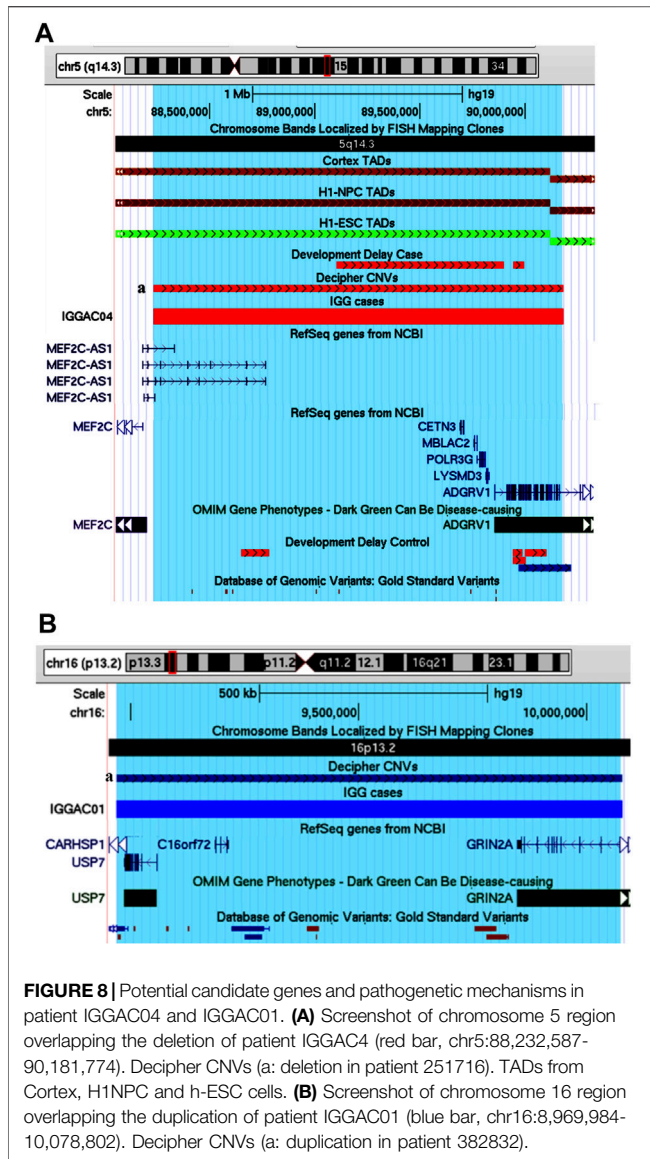 A
chr5 (q14.3) 15 34
Scale 1 Mb hg19
chr5: 88,500,000 89,000,000 89,500,000 90,000,000
Chromosome Bands Localized by FISH Mapping Clones
5q14.3
Cortex TADs
H1-NPC TADs
H1-ESC TADs
Development Delay Case
Decipher CNVs
a
IGG cases
IGGAC04
RefSeq genes from NCBI
MEF2C-AS1
MEF2C-AS1
MEF2C-AS1
MEF2C-AS1
RefSeq genes from NCBI
MEF2C CETN3
MBLAC2
POLR3G
LYSMD3
ADGRV1
OMIM Gene Phenotypes - Dark Green Can Be Disease-causing
MEF2C ADGRV1
Development Delay Control
Database of Genomic Variants: Gold Standard Variants
B
chr16 (p13.2) p13.3 p11.2 q11.2 12.1 16q21 23.1
Scale 500 kb hg19
chr16: 9,500,000 10,000,000
Chromosome Bands Localized by FISH Mapping Clones
16p13.2
Decipher CNVs
a
IGG cases
IGGAC01
RefSeq genes from NCBI
CARHSP1 C16orf72 GRIN2A
USP7
OMIM Gene Phenotypes - Dark Green Can Be Disease-causing
USP7 GRIN2A
Database of Genomic Variants: Gold Standard Variants
FIGURE 8 | Potential candidate genes and pathogenetic mechanisms in
patient IGGAC04 and IGGAC01. (A) Screenshot of chromosome 5 region
overlapping the deletion of patient IGGAC4 (red bar, chr5:88,232,587-
90,181,774). Decipher CNVs (a: deletion in patient 251716). TADs from
Cortex, H1NPC and h-ESC cells. (B) Screenshot of chromosome 16 region
overlapping the duplication of patient IGGAC01 (blue bar, chr16:8,969,984-
10,078,802). Decipher CNVs (a: duplication in patient 382832).